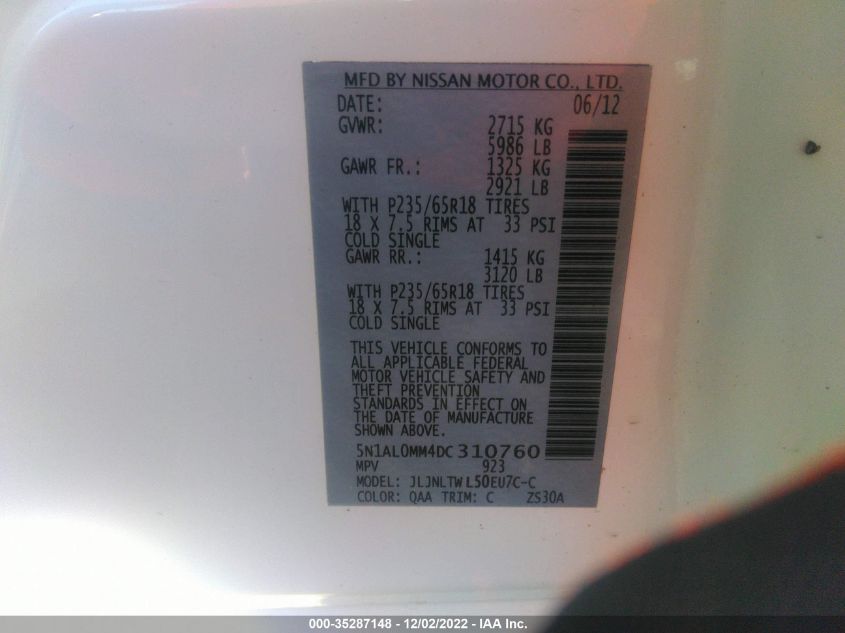 MFD BY NISSAN MOTOR CO., LTD.
DATE: 06/12
GVWR: 2715 KG
5986 LB
GAWR FR.: 1325 KG
2921 LB
WITH P235/65R18 TIRES
18 X 7.5 RIMS AT 33 PSI
COLD SINGLE
GAWR RR.: 1415 KG
3120 LB
WITH P235/65R18 TIRES
18 X 7.5 RIMS AT 33 PSI
COLD SINGLE
THIS VEHICLE CONFORMS TO
ALL APPLICABLE FEDERAL
MOTOR VEHICLE SAFETY AND
THEFT PREVENTION
STANDARDS IN EFFECT ON
THE DATE OF MANUFACTURE
SHOWN ABOVE.
5N1AL0MM4DC310760
MPV 923
MODEL: JLJNLTWL50EU7C-C
COLOR: QAA TRIM: C ZS30A
000-35287148 - 12/02/2022 - IAA Inc.